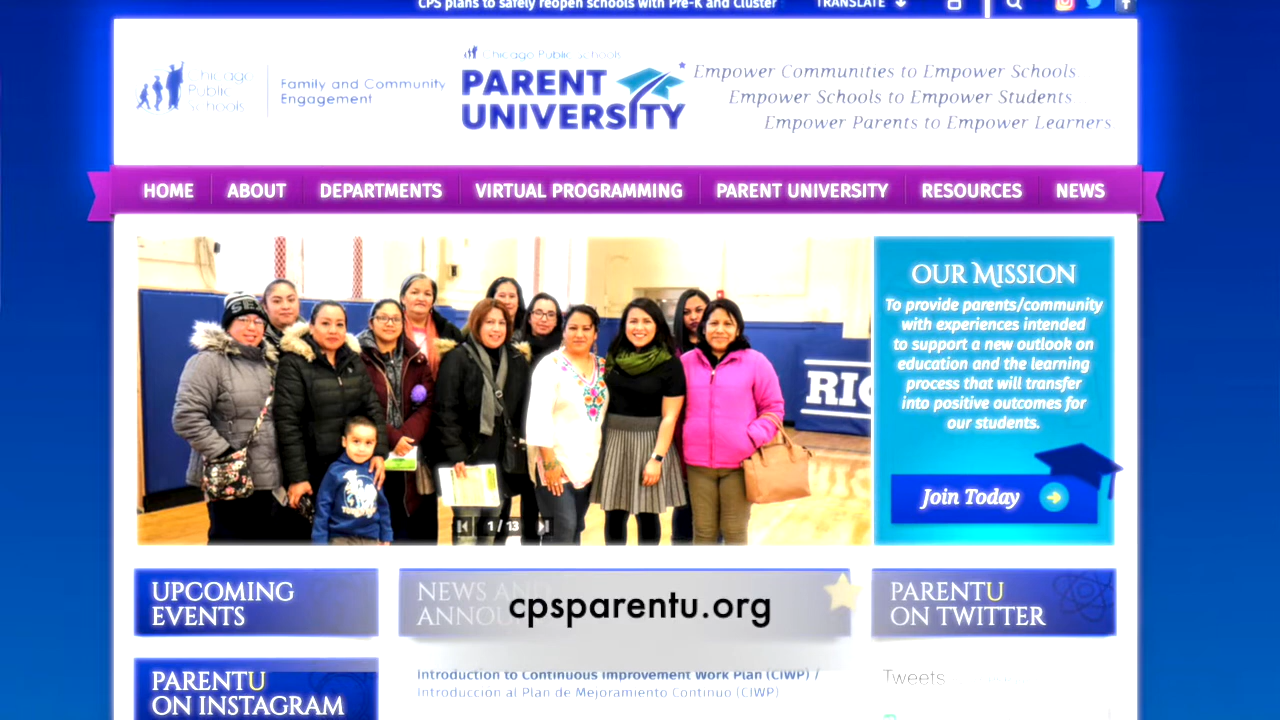 CPS plans to safely reopen schools with Pre-K and Cluster
TRANSLATE
Chicago
Public
Schools
Family and Community
Engagement
Chicago Public Schools
PARENT
UNIVERSITY
Empower Communities to Empower Schools
Empower Schools to Empower Students
Empower Parents to Empower Learners
HOME ABOUT DEPARTMENTS VIRTUAL PROGRAMMING PARENT UNIVERSITY RESOURCES NEWS
RIC
1 / 13
OUR MISSION
To provide parents/community
with experiences intended
to support a new outlook on
education and the learning
process that will transfer
into positive outcomes for
our students.
Join Today
UPCOMING
EVENTS
NEWS AND
ANNOU
cpsparentu.org
PARENTU
ON TWITTER
PARENTU
ON INSTAGRAM
Introduction to Continuous Improvement Work Plan (CIWP) /
Introducción al Plan de Mejoramiento Continuo (CIWP)
Tweets